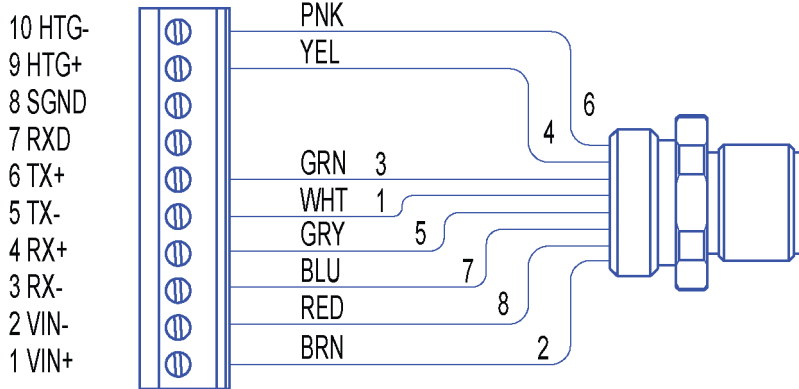 10 HTG- PNK
9 HTG+ YEL
8 SGND 6
7 RXD 4
6 TX+ GRN 3
5 TX- WHT 1
4 RX+ GRY 5
3 RX- BLU 7
2 VIN- RED 8
1 VIN+ BRN 2